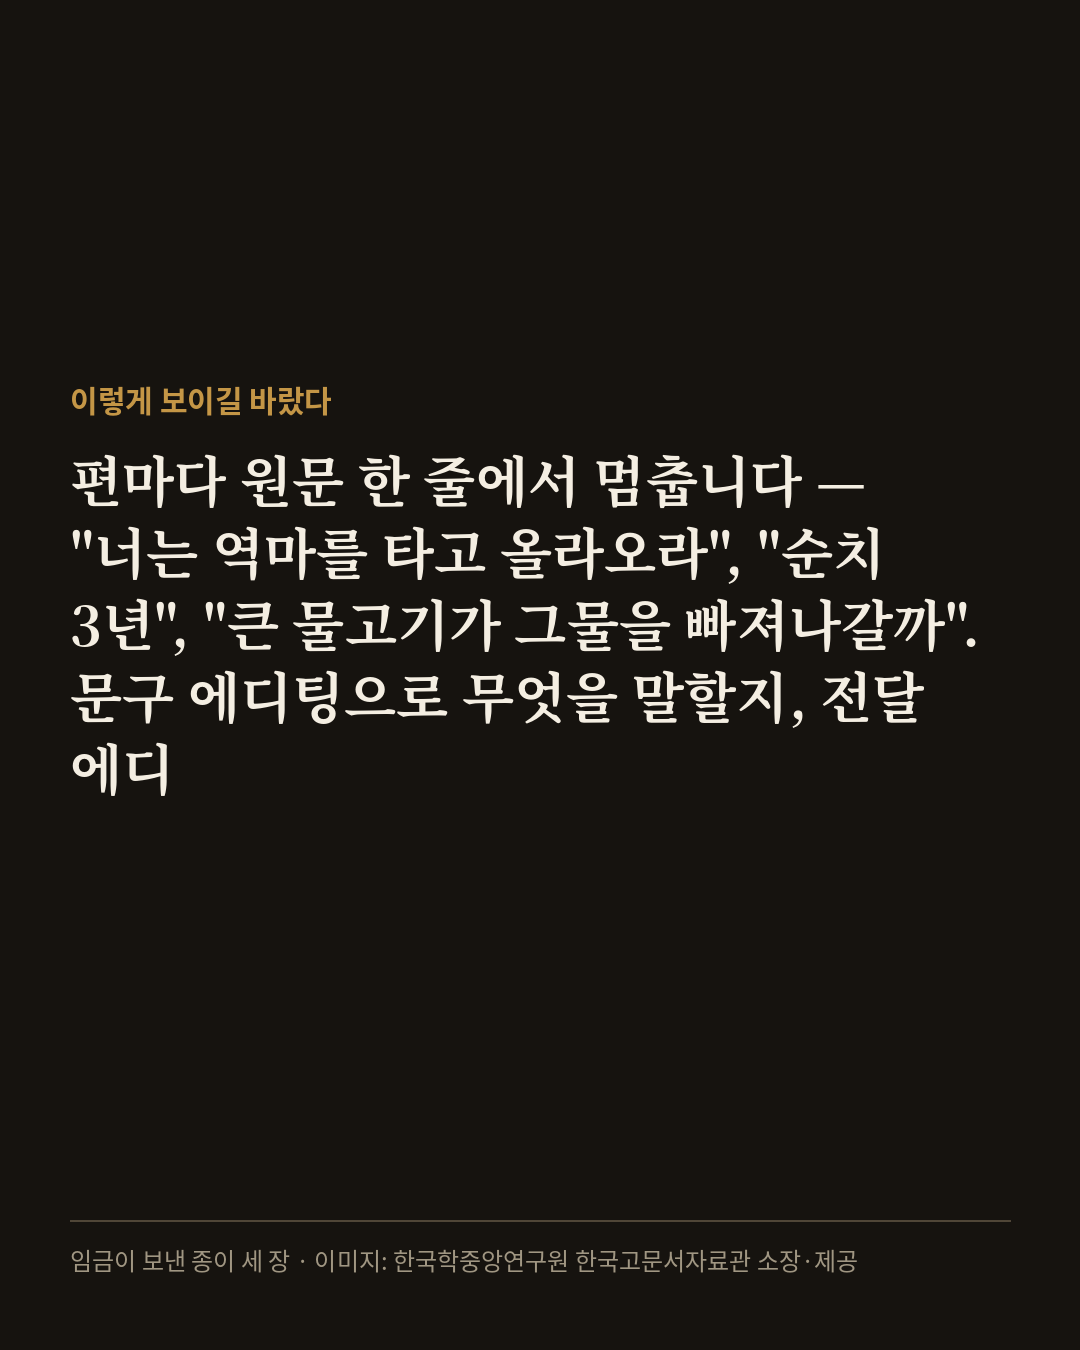 이렇게 보이길 바랐다
편마다 원문 한 줄에서 멈춥니다 —
"너는 역마를 타고 올라오라", "순치
3년", "큰 물고기가 그물을 빠져나갈까".
문구 에디팅으로 무엇을 말할지, 전달
에디
임금이 보낸 종이 세 장 · 이미지: 한국학중앙연구원 한국고문서자료관 소장·제공